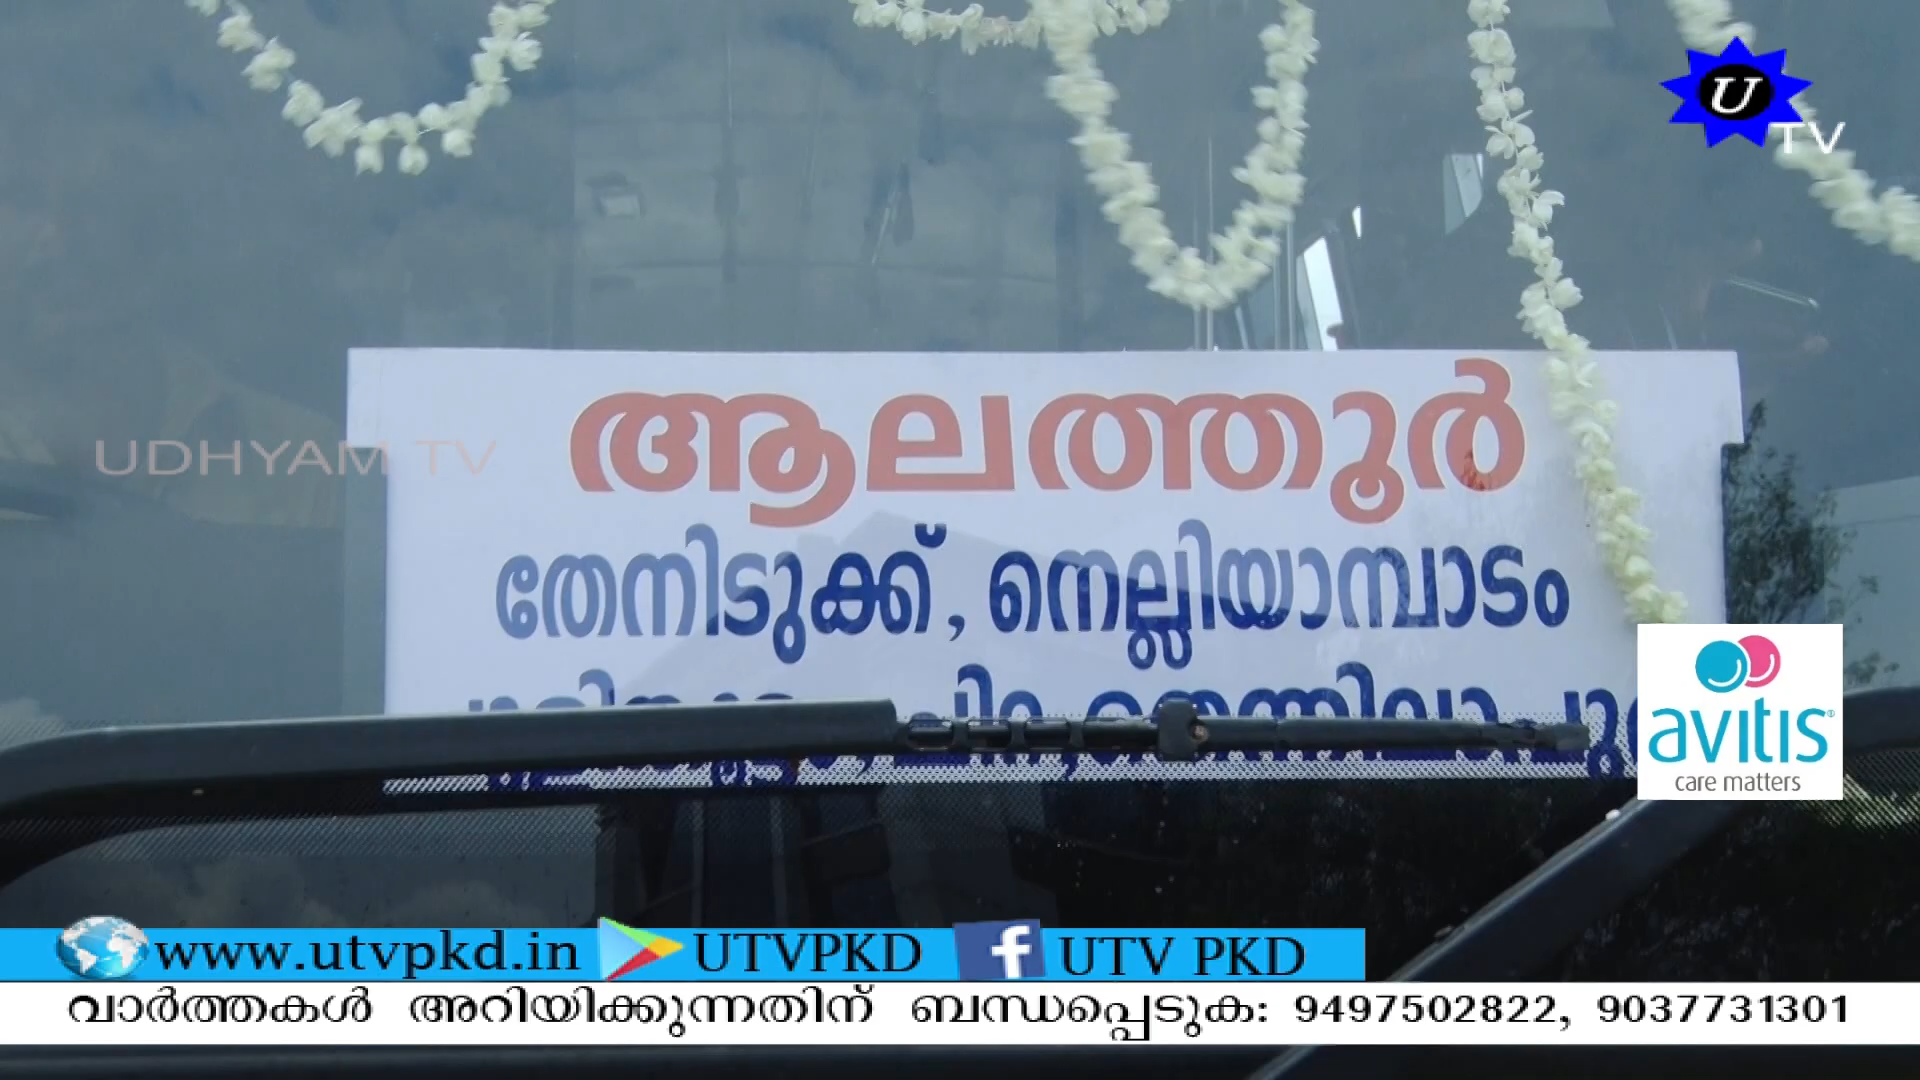 U
TV
UDHYAM TV
ആലത്തൂർ
തേനിടുക്ക്, നെല്ലിയാമ്പാടം
avitis
care matters
www.utvpkd.in UTVPKD f UTV PKD
വാർത്തകൾ അറിയിക്കുന്നതിന് ബന്ധപ്പെടുക: 9497502822, 9037731301